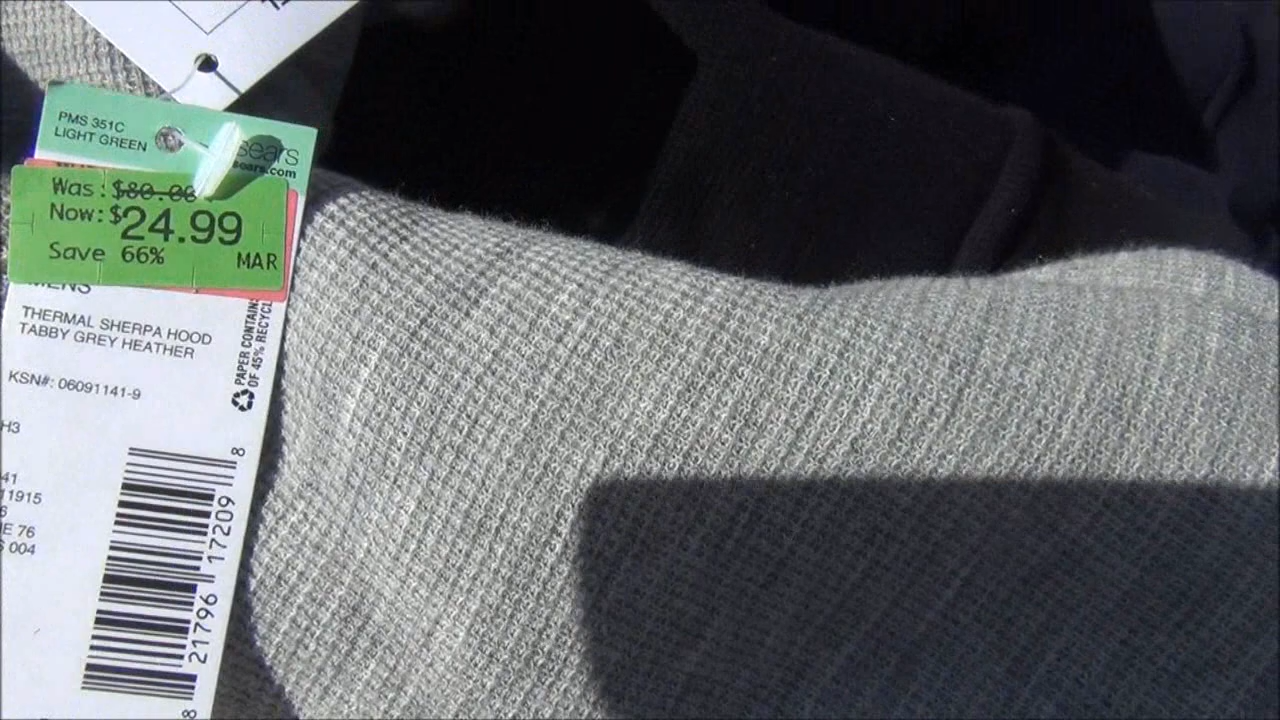 PMS 351C
LIGHT GREEN
sears
sears.com
Was: $80.00
Now: $24.99
Save 66%
MAR
MENS
THERMAL SHERPA HOOD
TABBY GREY HEATHER
PAPER CONTAINS
OF 45% RECYCL
KSN#: 06091141-9
H3
41
11915
6
E 76
004
8 21796 17209 8